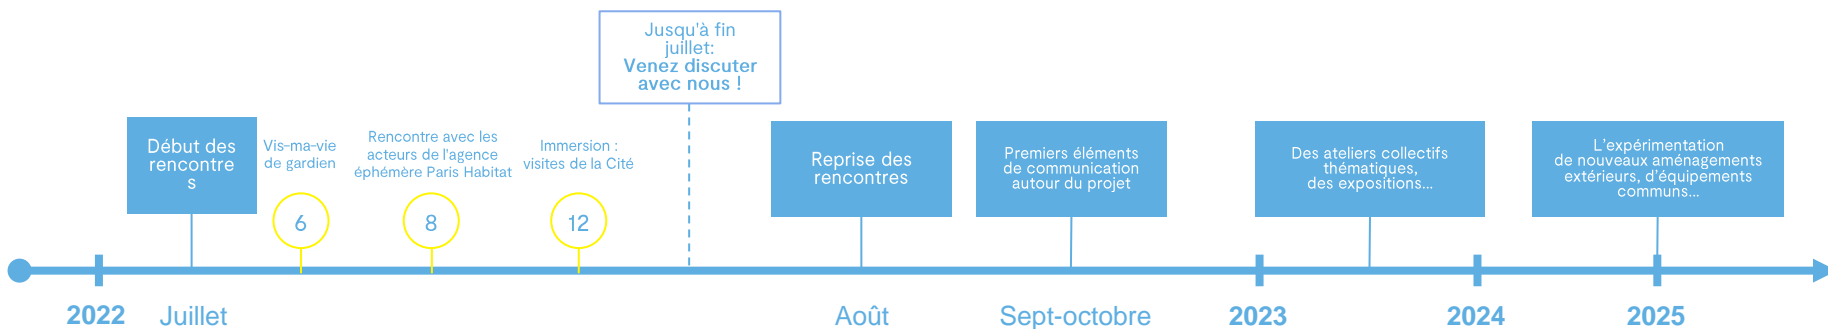 Jusqu'à fin
juillet:
Venez discuter
avec nous !
Début des
rencontre
s
Vis-ma-vie
de gardien
Rencontre avec les
acteurs de l'agence
éphémère Paris Habitat
Immersion :
visites de la Cité
Reprise des
rencontres
Premiers éléments
de communication
autour du projet
Des ateliers collectifs
thématiques,
des expositions...
L'expérimentation
de nouveaux aménagements
extérieurs, d'équipements
communs...
6
8
12
2022
Juillet
Août
Sept-octobre
2023
2024
2025